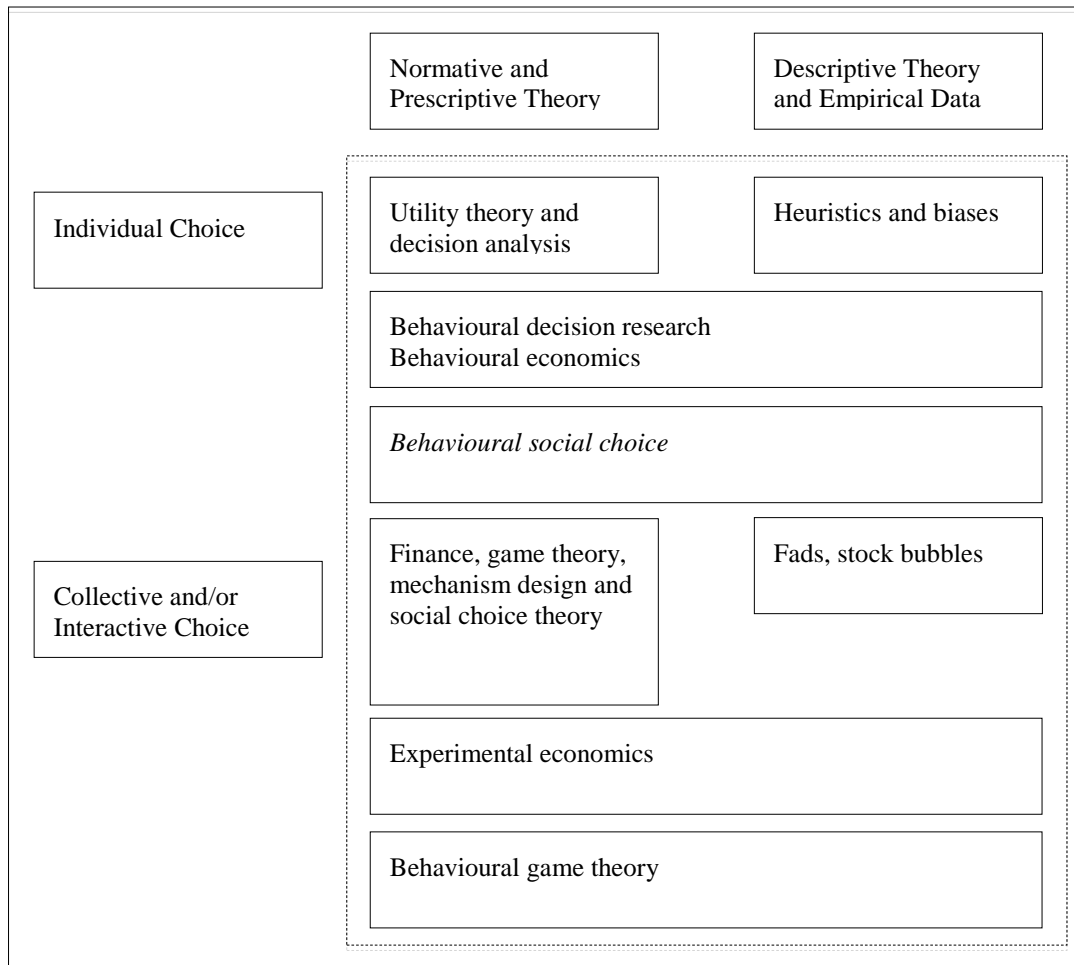 Normative and
Prescriptive Theory
Descriptive Theory
and Empirical Data
Individual Choice
Utility theory and
decision analysis
Heuristics and biases
Behavioural decision research
Behavioural economics
Behavioural social choice
Collective and/or
Interactive Choice
Finance, game theory,
mechanism design and
social choice theory
Fads, stock bubbles
Experimental economics
Behavioural game theory